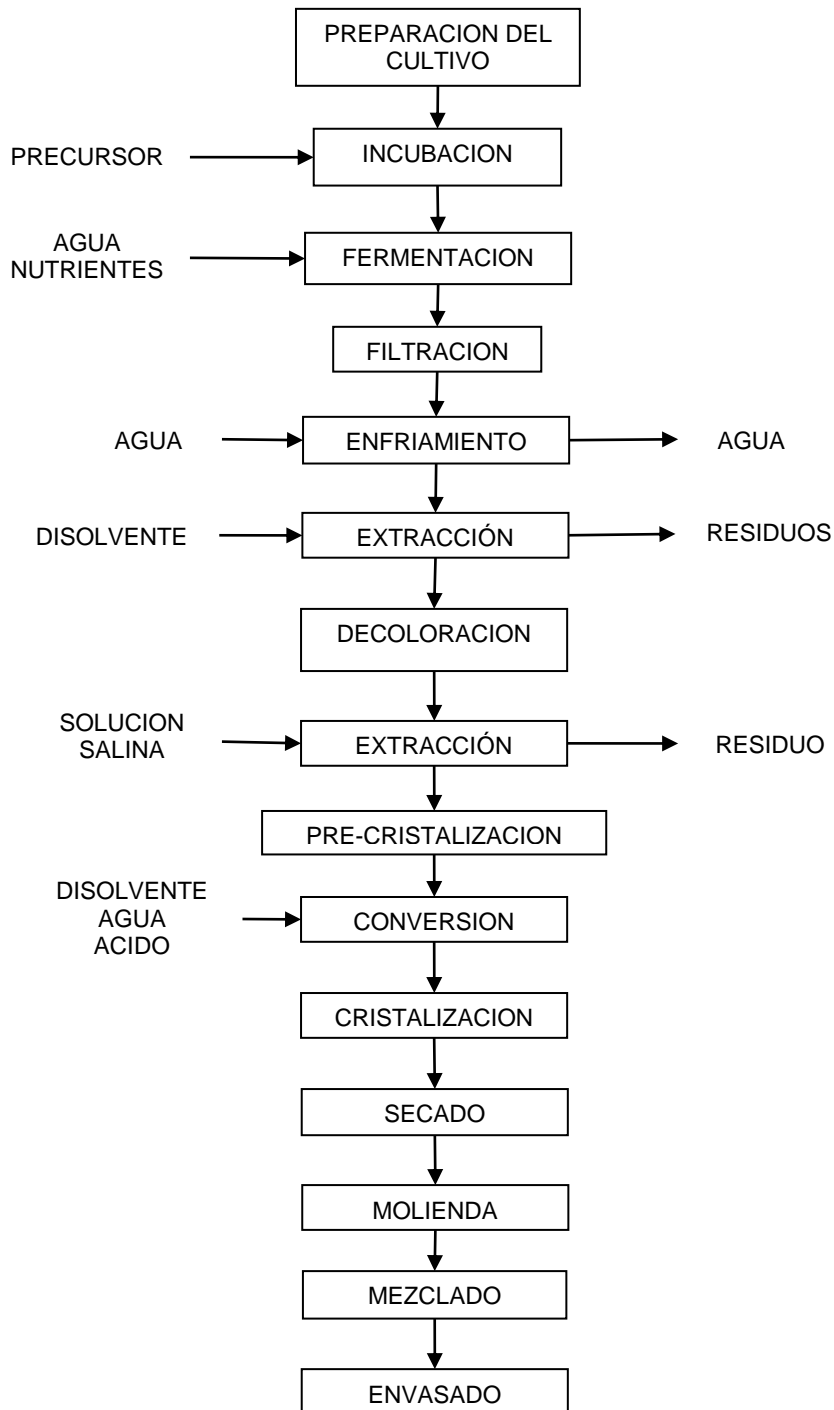 PREPARACION DEL
CULTIVO
PRECURSOR
INCUBACION
AGUA
NUTRIENTES
FERMENTACION
FILTRACION
AGUA
ENFRIAMIENTO
AGUA
DISOLVENTE
EXTRACCIÓN
RESIDUOS
DECOLORACION
SOLUCION
SALINA
EXTRACCIÓN
RESIDUO
PRE-CRISTALIZACION
DISOLVENTE
AGUA
ACIDO
CONVERSION
CRISTALIZACION
SECADO
MOLIENDA
MEZCLADO
ENVASADO